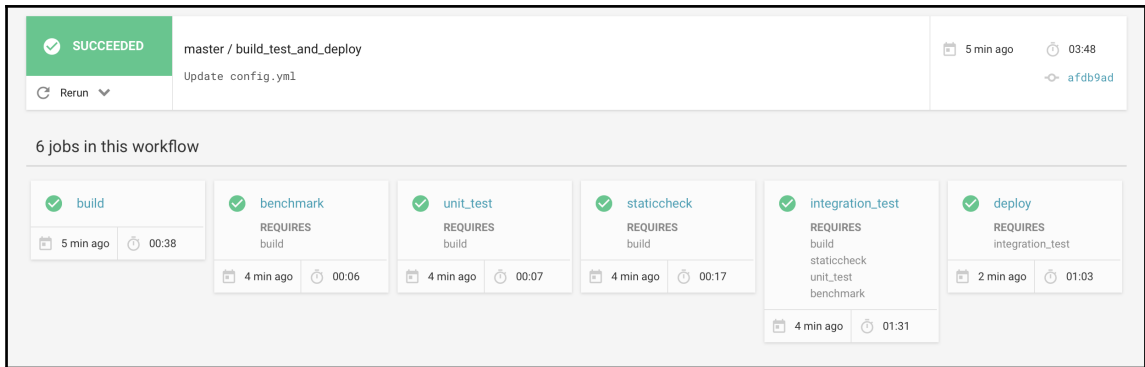 SUCCEEDED
master / build_test_and_deploy
5 min ago
03:48
Update config.yml
afdb9ad
Rerun
6 jobs in this workflow
build
5 min ago
00:38
benchmark
REQUIRES
build
4 min ago
00:06
unit_test
REQUIRES
build
4 min ago
00:07
staticcheck
REQUIRES
build
4 min ago
00:17
integration_test
REQUIRES
build
staticcheck
unit_test
benchmark
4 min ago
01:31
deploy
REQUIRES
integration_test
2 min ago
01:03